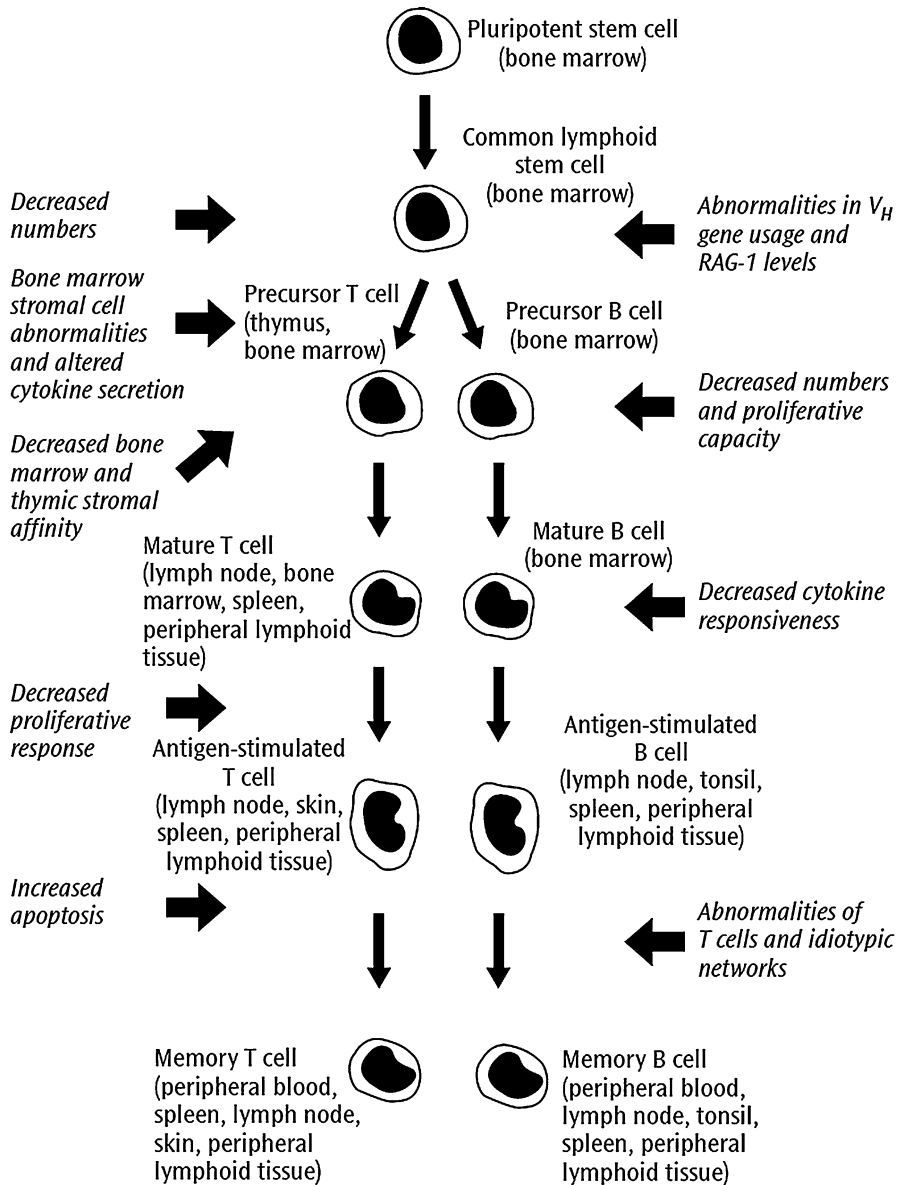 Pluripotent stem cell
(bone marrow)
Common lymphoid
stem cell
(bone marrow)
Decreased
numbers
Abnormalities in VH
gene usage and
RAG-1 levels
Bone marrow
stromal cell
abnormalities
and altered
cytokine secretion
Precursor T cell
(thymus,
bone marrow)
Precursor B cell
(bone marrow)
Decreased numbers
and proliferative
capacity
Decreased bone
marrow and
thymic stromal
affinity
Mature T cell
(lymph node, bone
marrow, spleen,
peripheral lymphoid
tissue)
Mature B cell
(bone marrow)
Decreased cytokine
responsiveness
Decreased
proliferative
response
Antigen-stimulated
T cell
(lymph node, skin,
spleen, peripheral
lymphoid tissue)
Antigen-stimulated
B cell
(lymph node, tonsil,
spleen, peripheral
lymphoid tissue)
Increased
apoptosis
Abnormalities of
T cells and idiotypic
networks
Memory T cell
(peripheral blood,
spleen, lymph node,
skin, peripheral
lymphoid tissue)
Memory B cell
(peripheral blood,
lymph node, tonsil,
spleen, peripheral
lymphoid tissue)